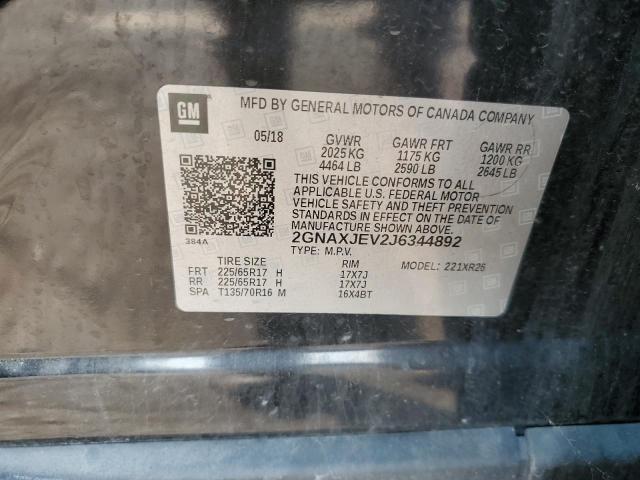 GM
MFD BY GENERAL MOTORS OF CANADA COMPANY
05/18 GVWR GAWR FRT GAWR RR
2025 KG 1175 KG 1200 KG
4464 LB 2590 LB 2645 LB
THIS VEHICLE CONFORMS TO ALL
APPLICABLE U.S. FEDERAL MOTOR
VEHICLE SAFETY AND THEFT PREVENTION
STANDARDS IN EFFECT ON THE DATE OF
MANUFACTURE SHOWN ABOVE.
384A 2GNAXJEV2J6344892
TYPE: M.P.V. MODEL: 221XR26
TIRE SIZE RIM
FRT 225/65R17 H 17X7J
RR 225/65R17 H 17X7J
SPA T135/70R16 M 16X4BT